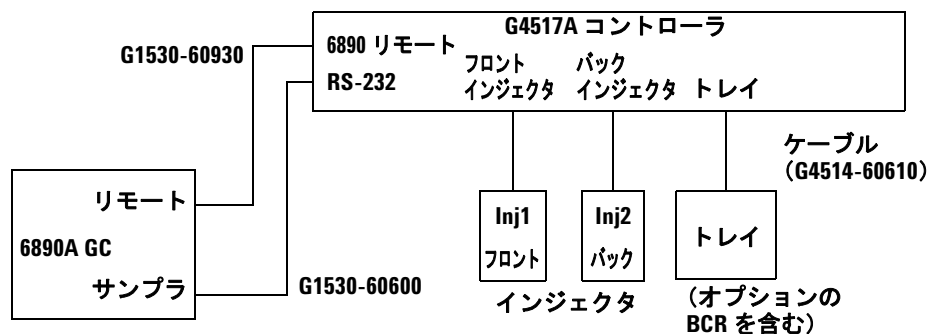 G4517A コントローラ
G1530-60930
6890 リモート
RS-232
フロント
インジェクタ
バック
インジェクタ
トレイ
ケーブル
(G4514-60610)
リモート
6890A GC
サンプラ
G1530-60600
Inj1
フロント
Inj2
バック
トレイ
インジェクタ
(オプションの
BCR を含む)